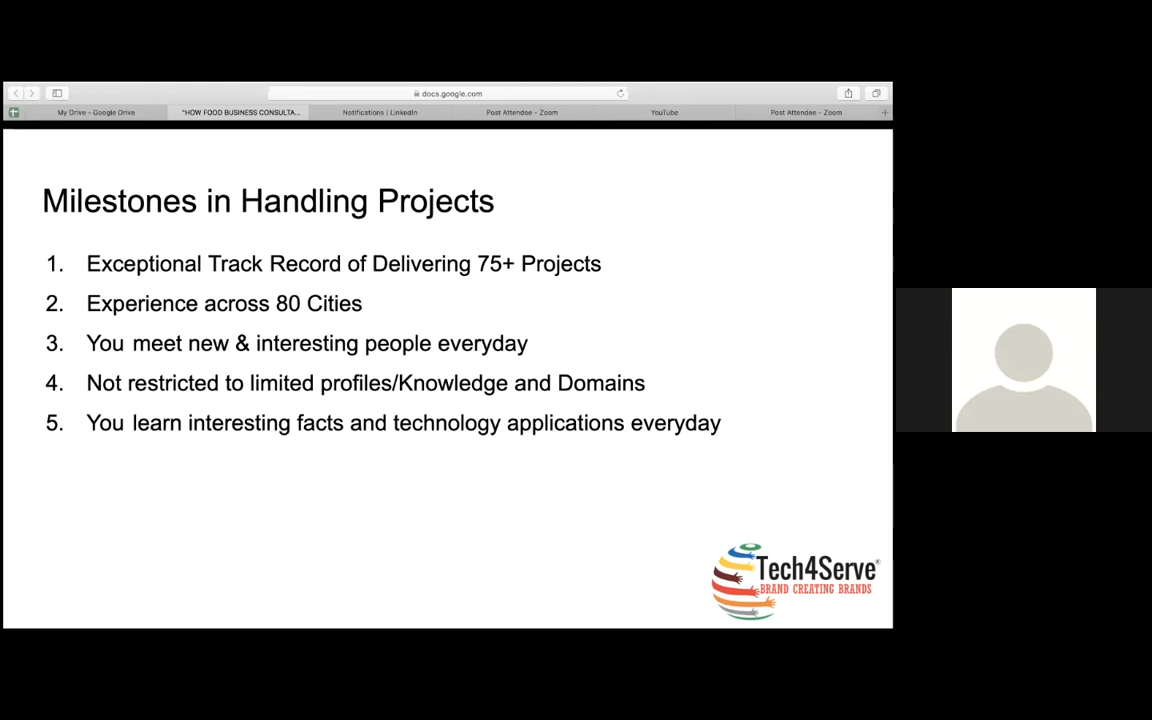 docs.google.com
My Drive - Google Drive
"HOW FOOD BUSINESS CONSULTA...
Notifications | LinkedIn
Post Attendee - Zoom
YouTube
Post Attendee - Zoom
Milestones in Handling Projects
1. Exceptional Track Record of Delivering 75+ Projects
2. Experience across 80 Cities
3. You meet new & interesting people everyday
4. Not restricted to limited profiles/Knowledge and Domains
5. You learn interesting facts and technology applications everyday
Tech4Serve®
BRAND CREATING BRANDS